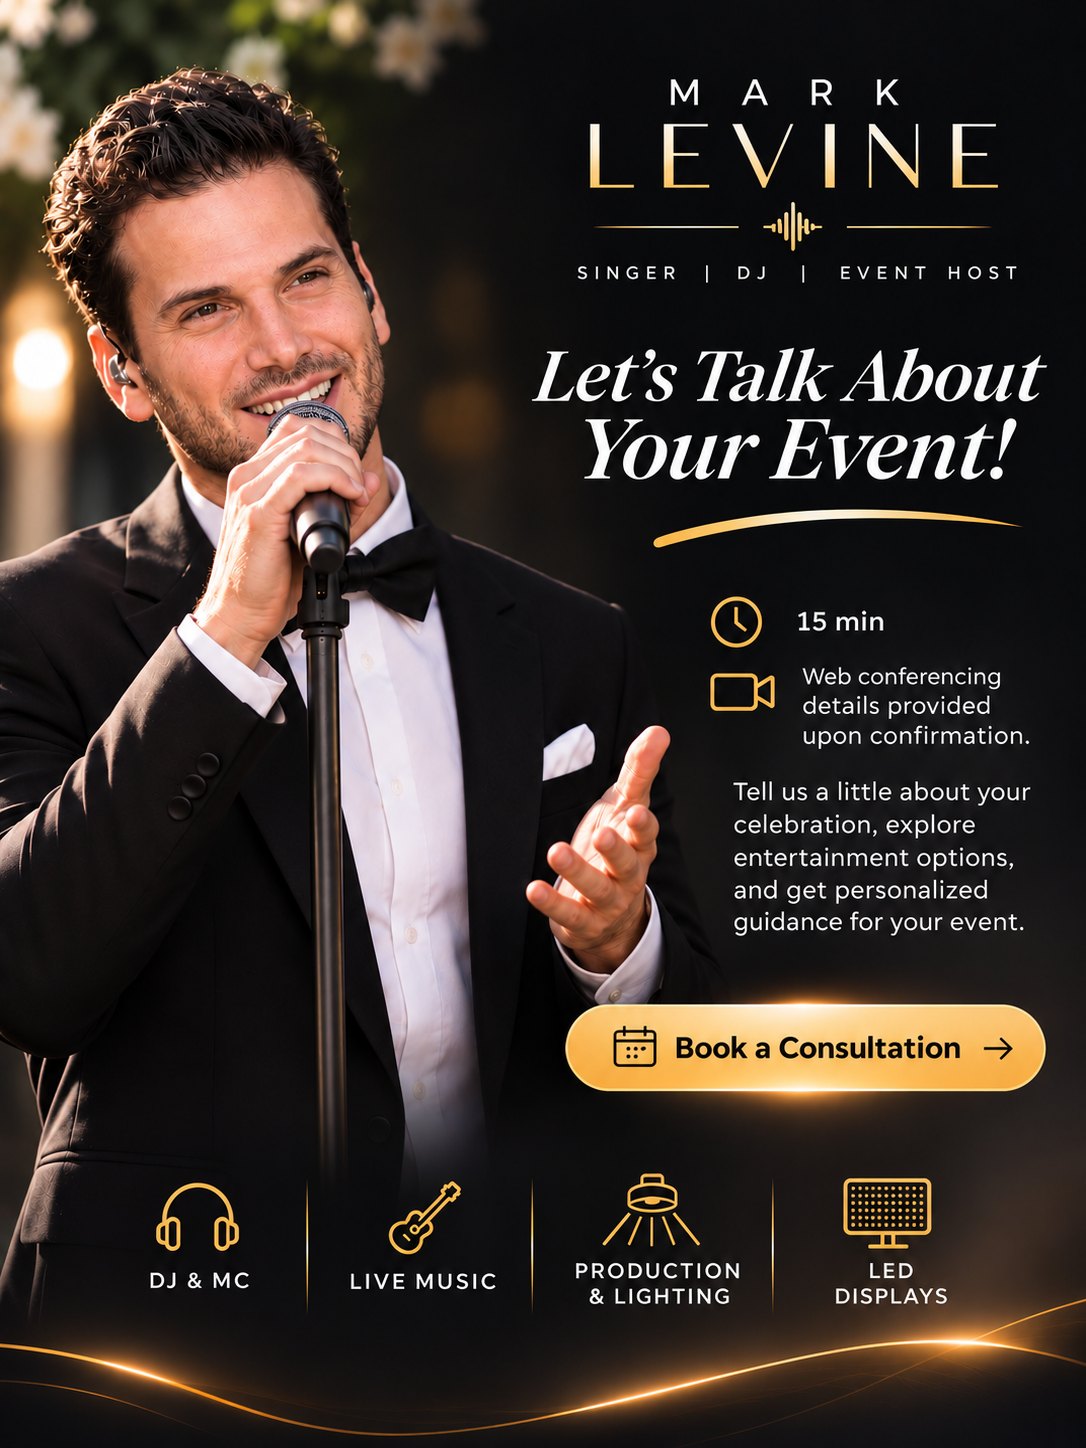 MARK
LEVINE
SINGER | DJ | EVENT HOST
Let's Talk About
Your Event!
15 min
Web conferencing
details provided
upon confirmation.
Tell us a little about your
celebration, explore
entertainment options,
and get personalized
guidance for your event.
Book a Consultation →
DJ & MC
LIVE MUSIC
PRODUCTION
& LIGHTING
LED
DISPLAYS